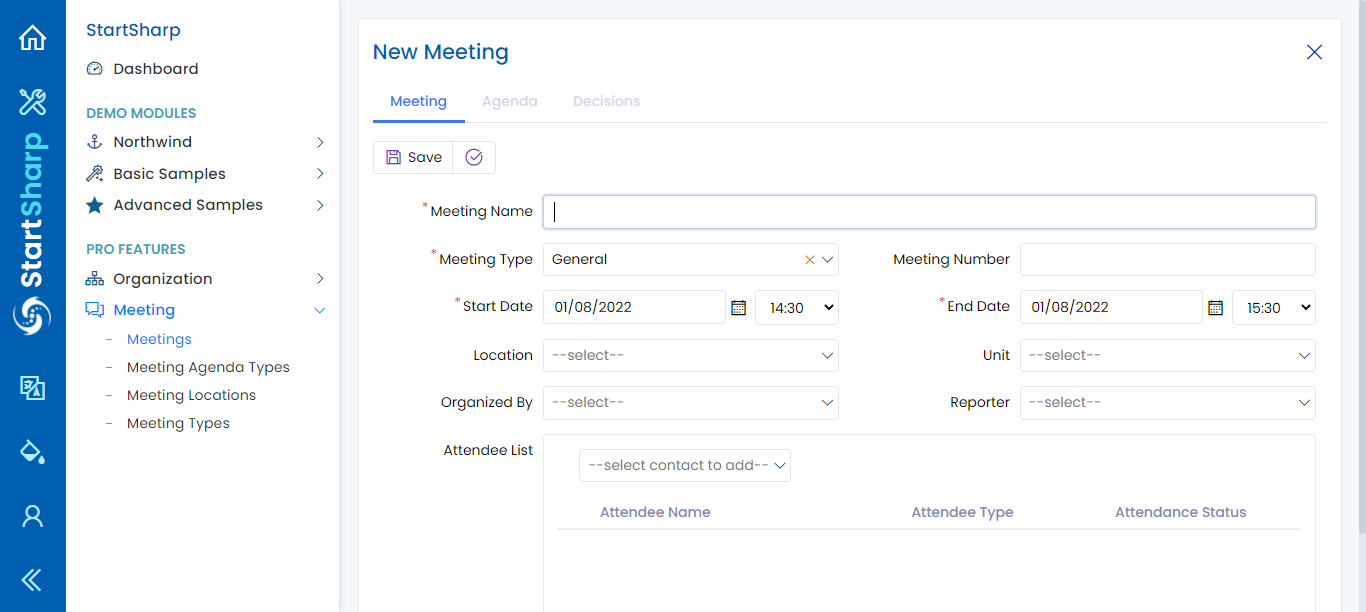 StartSharp
StartSharp
Dashboard
DEMO MODULES
Northwind
Basic Samples
Advanced Samples
PRO FEATURES
Organization
Meeting
– Meetings
– Meeting Agenda Types
– Meeting Locations
– Meeting Types
New Meeting
Meeting Agenda Decisions
Save
* Meeting Name
* Meeting Type General Meeting Number
* Start Date 01/08/2022 14:30 * End Date 01/08/2022 15:30
Location --select-- Unit --select--
Organized By --select-- Reporter --select--
Attendee List
--select contact to add--
Attendee Name Attendee Type Attendance Status